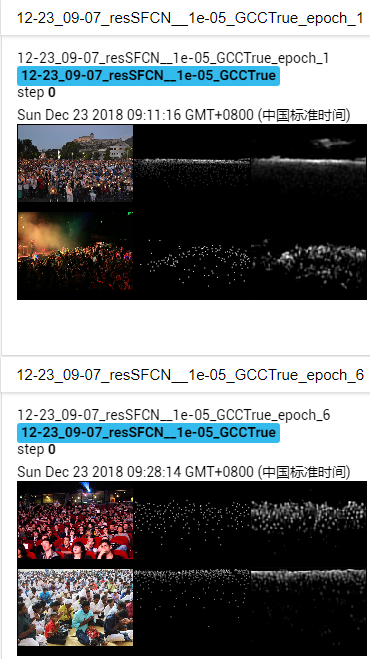 12-23_09-07_resSFCN__1e-05_GCCTrue_epoch_1
12-23_09-07_resSFCN__1e-05_GCCTrue_epoch_1
12-23_09-07_resSFCN__1e-05_GCCTrue
step 0
Sun Dec 23 2018 09:11:16 GMT+0800 (中国标准时间)
12-23_09-07_resSFCN__1e-05_GCCTrue_epoch_6
12-23_09-07_resSFCN__1e-05_GCCTrue_epoch_6
12-23_09-07_resSFCN__1e-05_GCCTrue
step 0
Sun Dec 23 2018 09:28:14 GMT+0800 (中国标准时间)